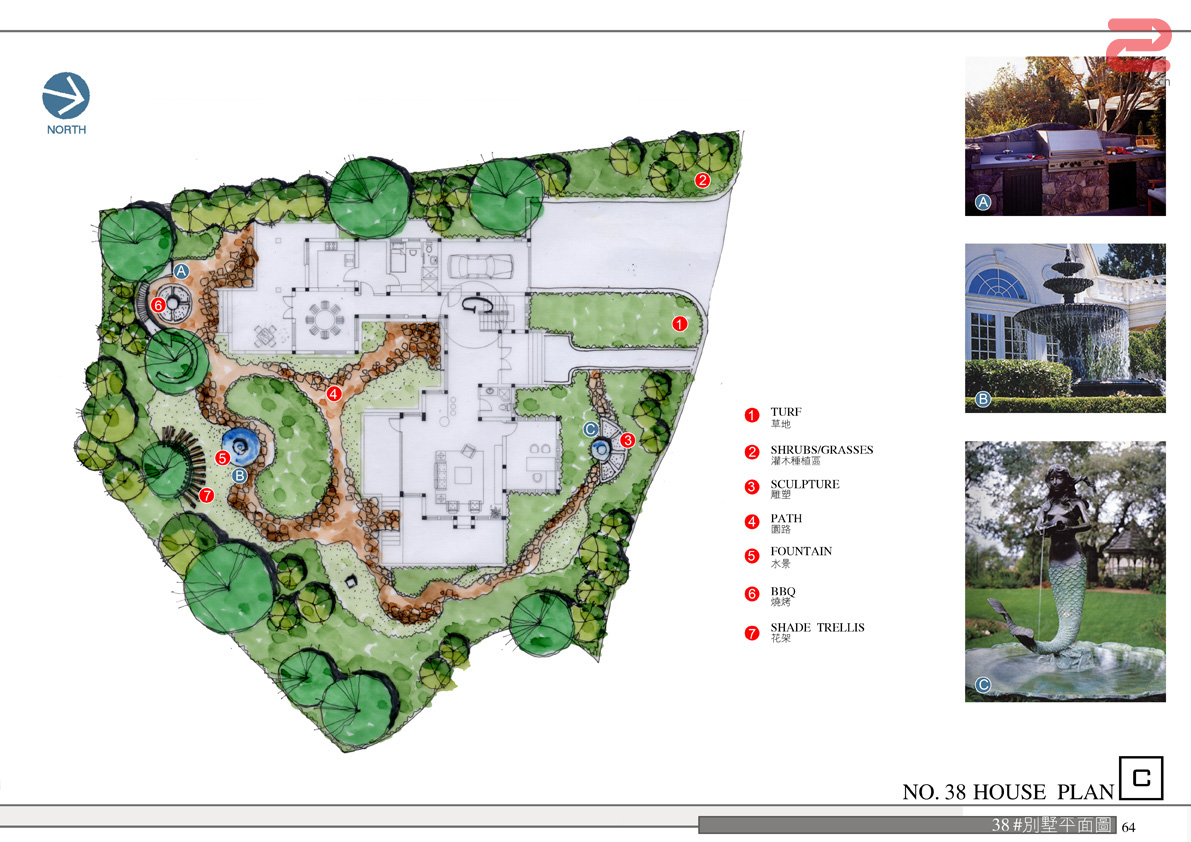 NORTH
A
B
C
2
1
A
6
4
C
3
5
B
7
1 TURF
草地
2 SHRUBS/GRASSES
灌木種植區
3 SCULPTURE
雕塑
4 PATH
園路
5 FOUNTAIN
水景
6 BBQ
燒烤
7 SHADE TRELLIS
花架
NO. 38 HOUSE PLAN C
38#別墅平面圖 64